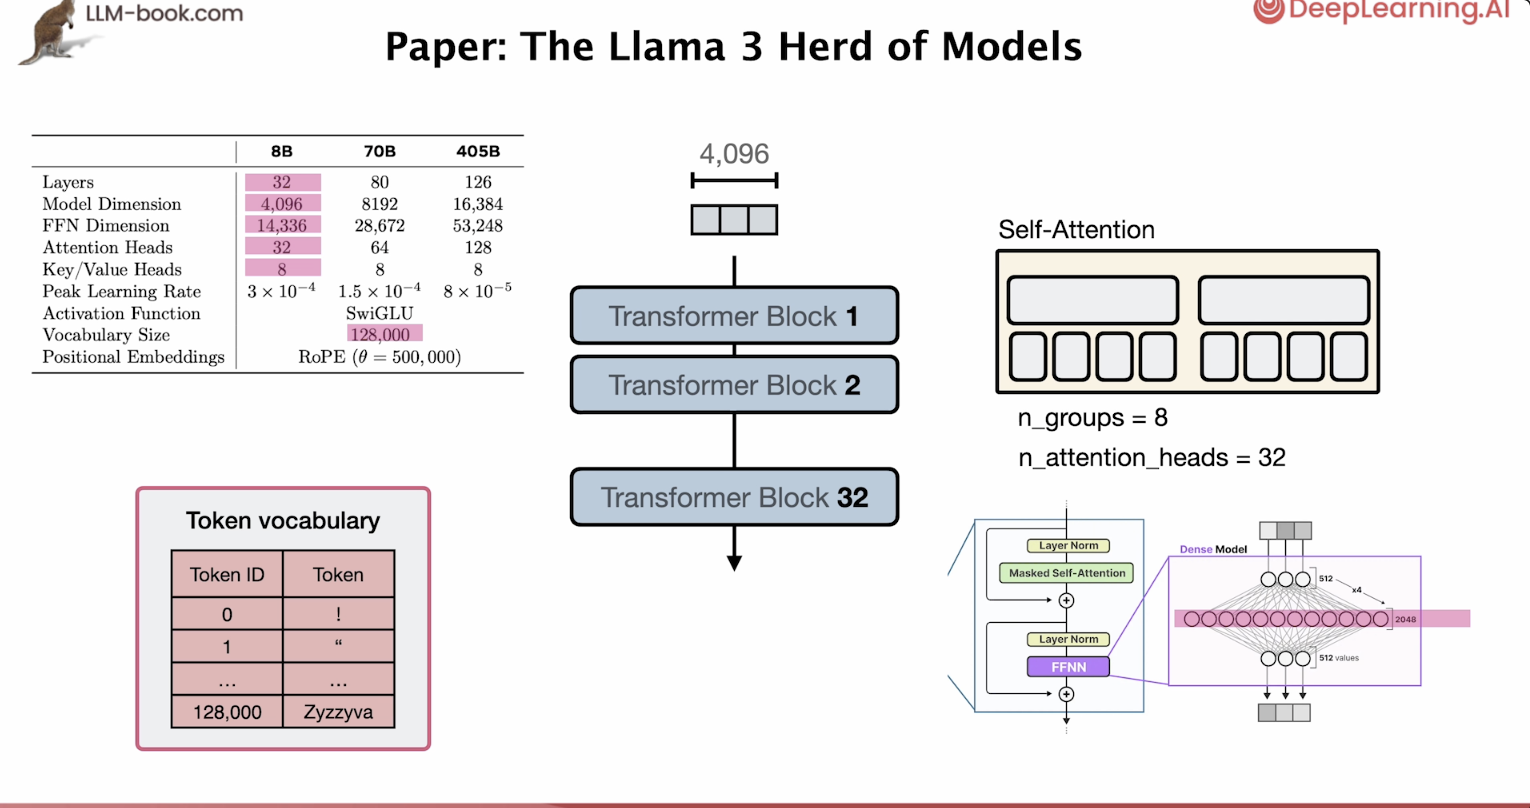 LLM-book.com
DeepLearning.AI
Paper: The Llama 3 Herd of Models
8B 70B 405B
Layers 32 80 126
Model Dimension 4,096 8192 16,384
FFN Dimension 14,336 28,672 53,248
Attention Heads 32 64 128
Key/Value Heads 8 8 8
Peak Learning Rate 3 × 10⁻⁴ 1.5 × 10⁻⁴ 8 × 10⁻⁵
Activation Function SwiGLU
Vocabulary Size 128,000
Positional Embeddings RoPE (θ = 500,000)
Token vocabulary
Token ID Token
0 !
1 “
... ...
128,000 Zyzzyva
4,096
Transformer Block 1
Transformer Block 2
Transformer Block 32
Self-Attention
n_groups = 8
n_attention_heads = 32
Layer Norm
Masked Self-Attention
+
Layer Norm
FFNN
+
Dense Model
512
x4
2048
512 values